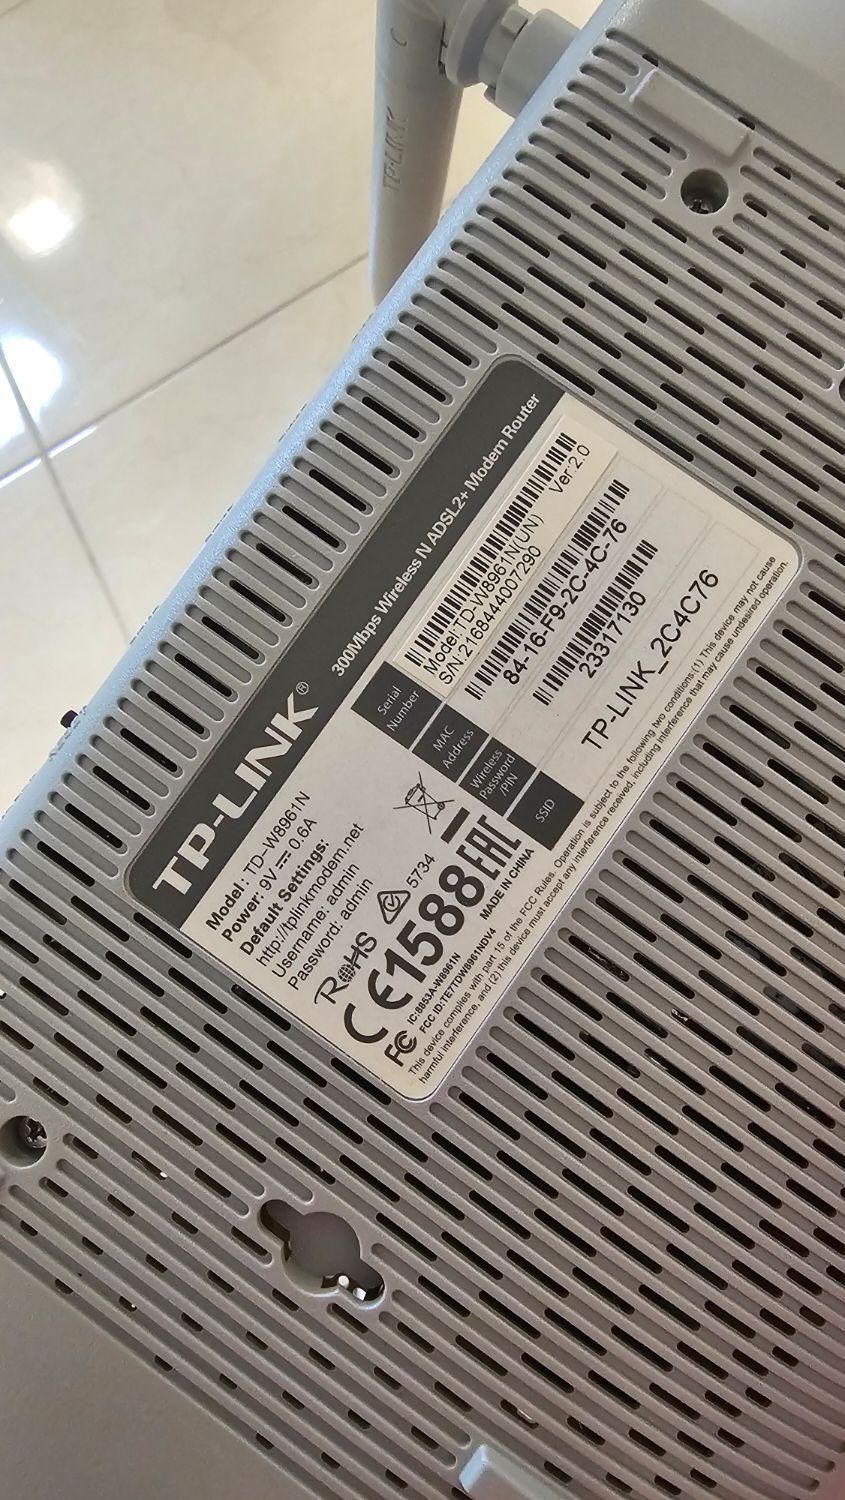 TP-LINK
TP-LINK® 300Mbps Wireless N ADSL2+ Modem Router
Model: TD-W8961N
Power: 9V⎓0.6A
Default Settings:
http://tplinkmodem.net
Username: admin
Password: admin
RoHS
5734
CE1588
EAC
FC
IC:8853A-W8961N
FCC ID:TE7TDW8961NDV4
MADE IN CHINA
Serial Number
Model:TD-W8961N(UN) Ver:2.0
S/N:2168444007290
MAC Address
84-16-F9-2C-4C-76
Wireless Password /PIN
23317130
SSID
TP-LINK_2C4C76
This device complies with part 15 of the FCC Rules. Operation is subject to the following two conditions:(1) This device may not cause
harmful interference, and (2) this device must accept any interference received, including interference that may cause undesired operation.